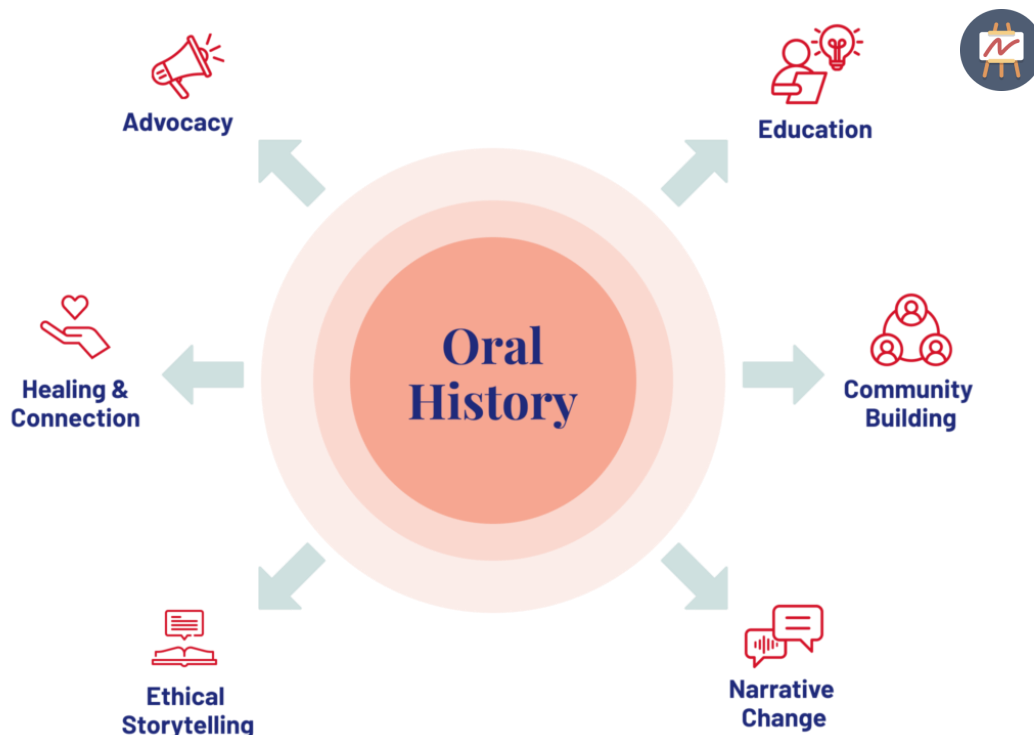 Advocacy
Education
Oral
History
Healing &
Connection
Community
Building
Ethical
Storytelling
Narrative
Change